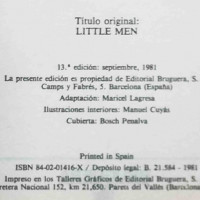 Título original:
LITTLE MEN
13.ª edición: septiembre, 1981
La presente edición es propiedad de Editorial Bruguera, S.
Camps y Fabrés, 5. Barcelona (España)
Adaptación: Maricel Lagresa
Ilustraciones interiores: Manuel Cuyás
Cubierta: Bosch Penalva
Printed in Spain
ISBN 84-02-01416-X / Depósito legal: B. 21.584 - 1981
Impreso en los Talleres Gráficos de Editorial Bruguera, S.
rretera Nacional 152, km 21,650. Parets del Vallès (Barcelona